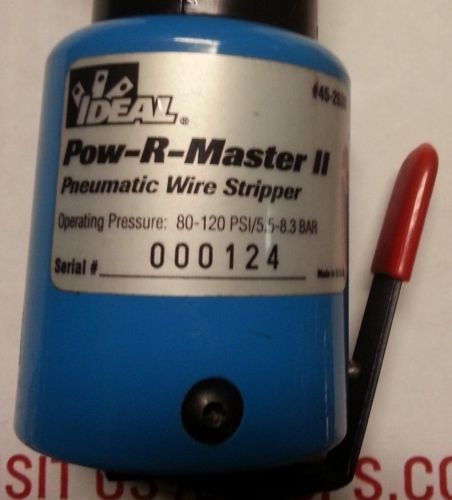 IDEAL®
Pow-R-Master II
Pneumatic Wire Stripper
Operating Pressure: 80-120 PSI/5.5-8.3 BAR
Serial # 000124
Made in U.S.A.